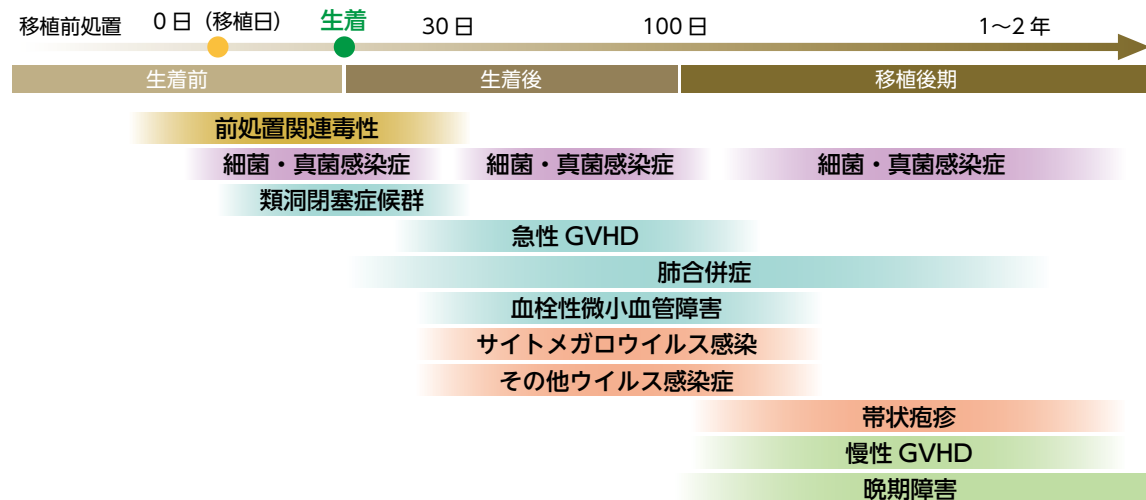 移植前処置 0日（移植日） 生着 30日 100日 1〜2年
生着前 生着後 移植後期
前処置関連毒性
細菌・真菌感染症 細菌・真菌感染症 細菌・真菌感染症
類洞閉塞症候群
急性 GVHD
肺合併症
血栓性微小血管障害
サイトメガロウイルス感染
その他ウイルス感染症
帯状疱疹
慢性 GVHD
晩期障害